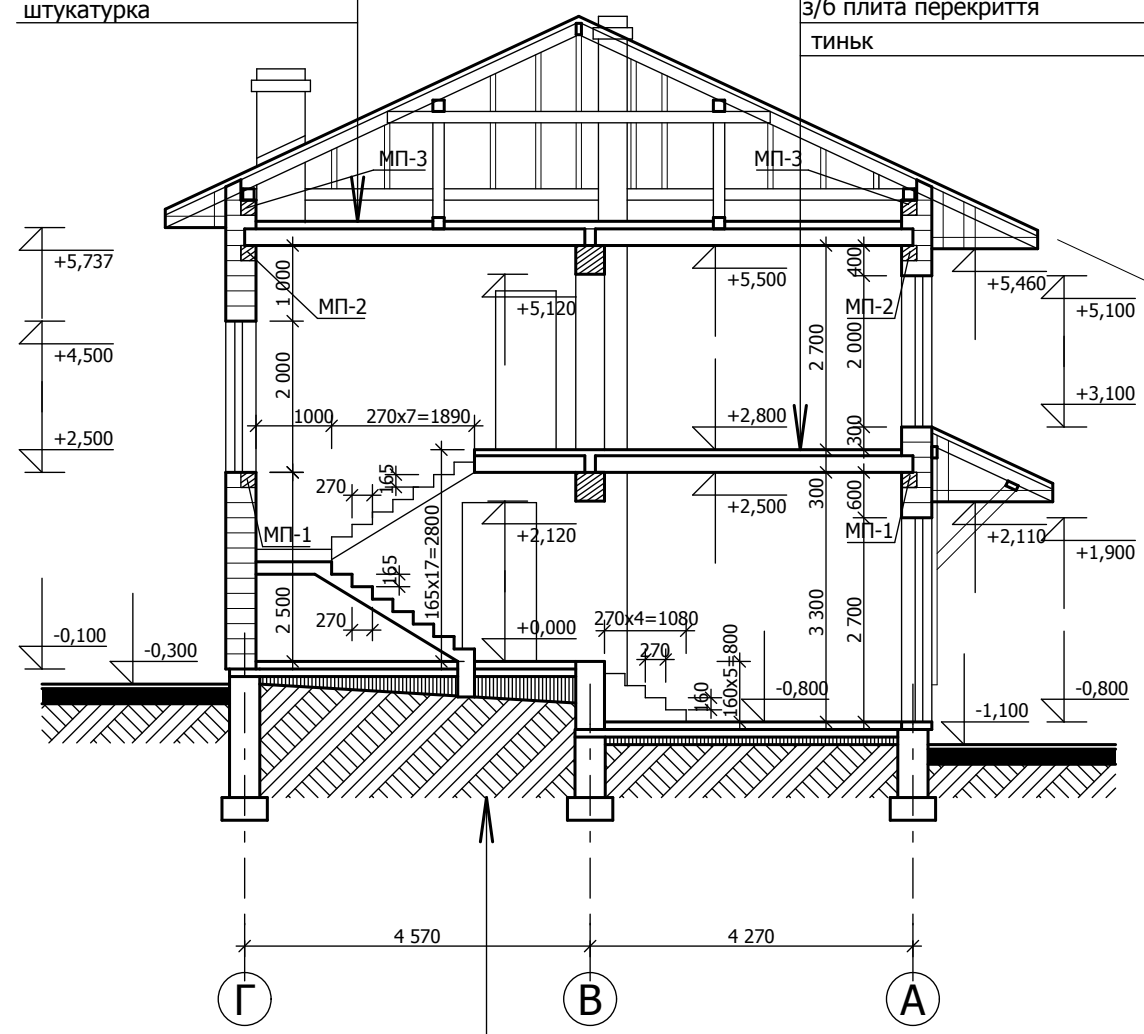 штукатурка
з/б плита перекриття
тиньк
МП-3
МП-3
+5,737
1 000
МП-2
+5,120
+5,500
400
МП-2
+5,460
+5,100
+4,500
2 000
2 700
2 000
+3,100
+2,500
1000
270x7=1890
+2,800
300
270
165
165x17=2800
300
600
+2,500
МП-1
+2,120
МП-1
+2,110
+1,900
165
2 500
270
+0,000
270x4=1080
3 300
2 700
-0,100
-0,300
270
160
160x5=800
-0,800
-0,800
-1,100
4 570
4 270
Г
В
А